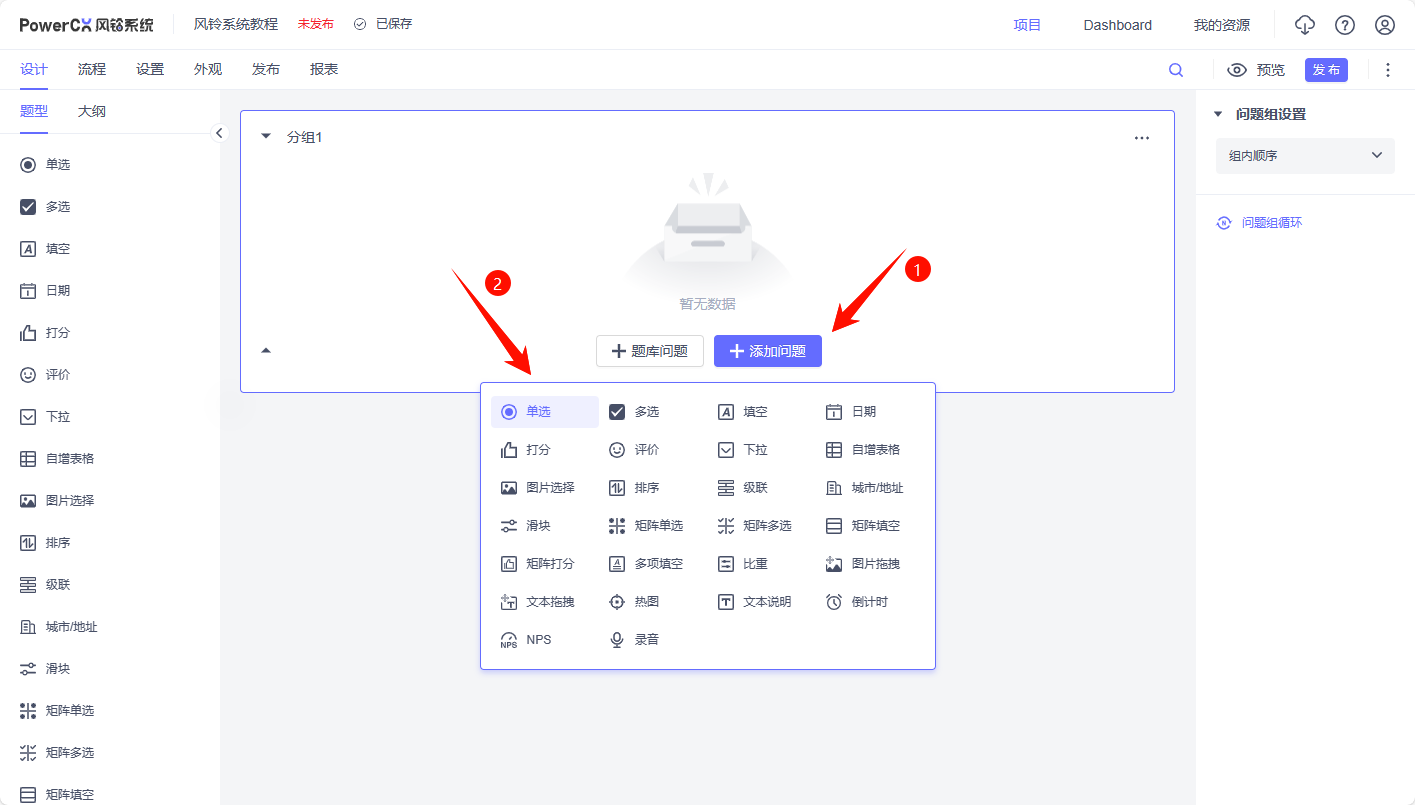 PowerCX 风铃系统 风铃系统教程 未发布 已保存 项目 Dashboard 我的资源
设计 流程 设置 外观 发布 报表 预览 发布
题型 大纲
单选
多选
填空
日期
打分
评价
下拉
自增表格
图片选择
排序
级联
城市/地址
滑块
矩阵单选
矩阵多选
矩阵填空
分组1
暂无数据
题库问题 添加问题
1
2
单选 多选 填空 日期
打分 评价 下拉 自增表格
图片选择 排序 级联 城市/地址
滑块 矩阵单选 矩阵多选 矩阵填空
矩阵打分 多项填空 比重 图片拖拽
文本拖拽 热图 文本说明 倒计时
NPS NPS 录音
问题组设置
组内顺序
问题组循环